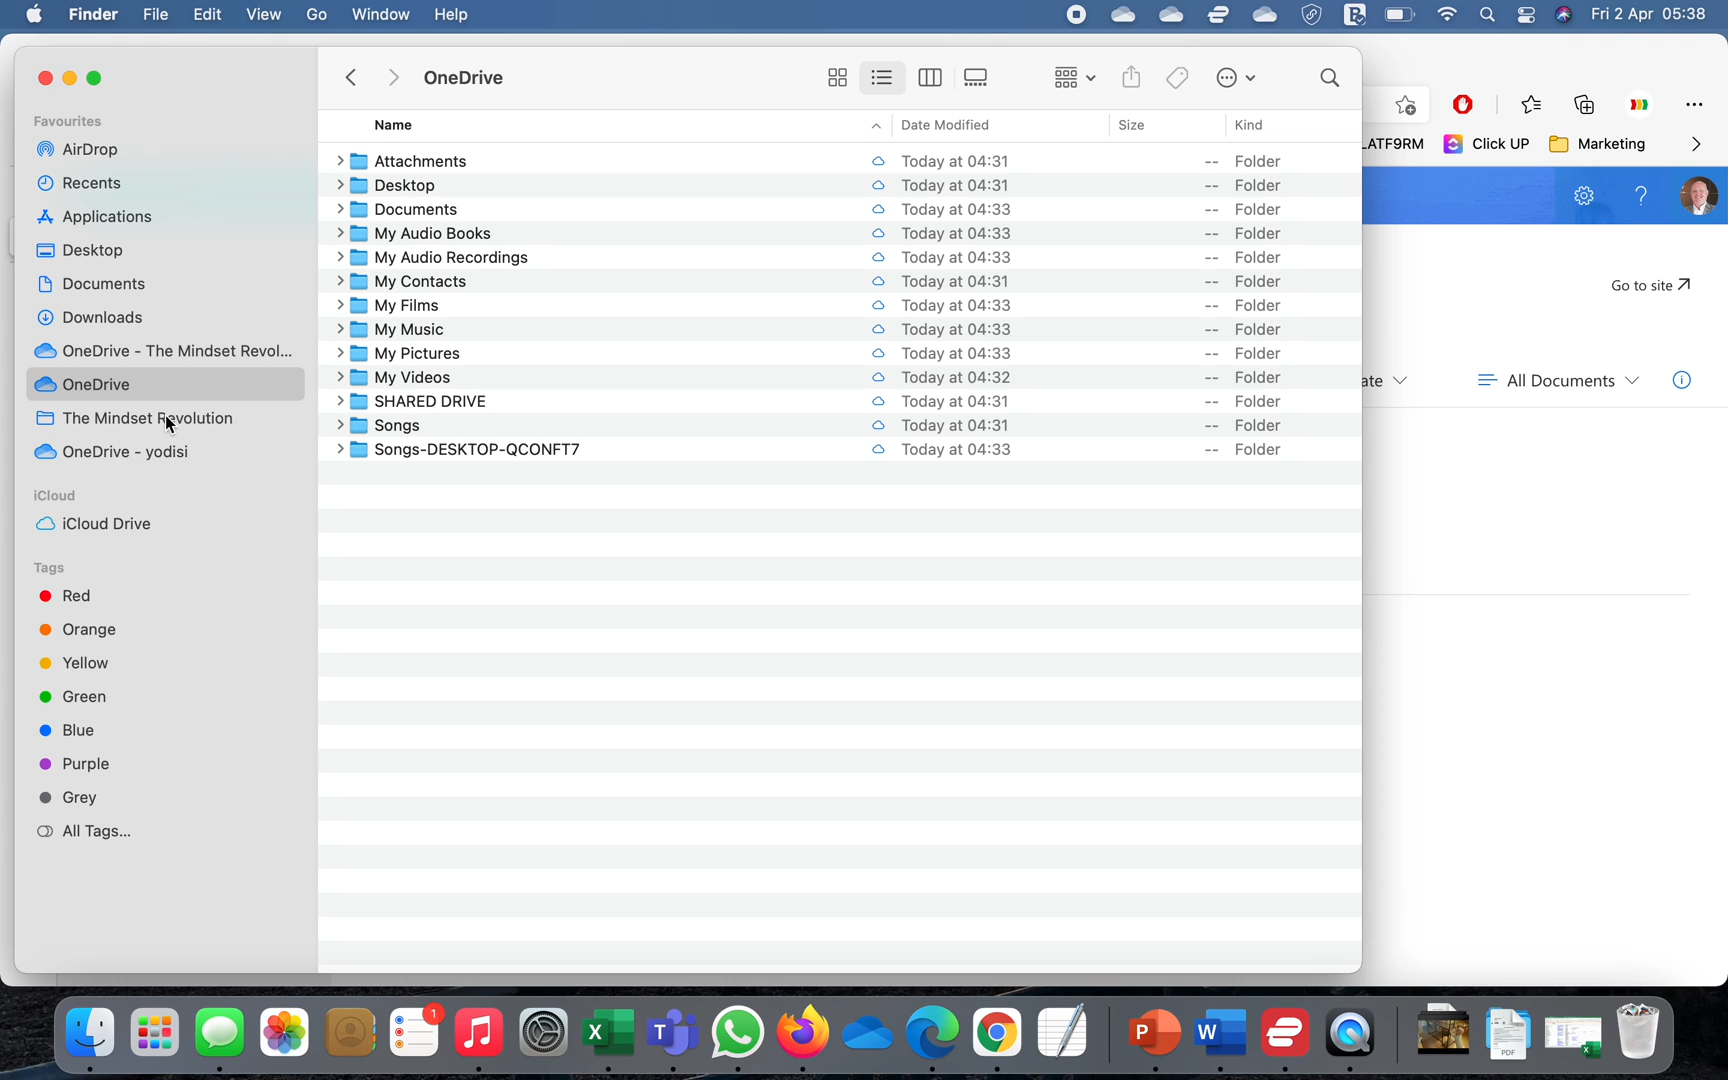 Finder File Edit View Go Window Help Fri 2 Apr 05:38
OneDrive
Favourites
AirDrop
Recents
Applications
Desktop
Documents
Downloads
OneDrive - The Mindset Revol...
OneDrive
The Mindset Revolution
OneDrive - yodisi
iCloud
iCloud Drive
Tags
Red
Orange
Yellow
Green
Blue
Purple
Grey
All Tags...
Name Date Modified Size Kind
Attachments Today at 04:31 -- Folder
Desktop Today at 04:31 -- Folder
Documents Today at 04:33 -- Folder
My Audio Books Today at 04:33 -- Folder
My Audio Recordings Today at 04:33 -- Folder
My Contacts Today at 04:31 -- Folder
My Films Today at 04:33 -- Folder
My Music Today at 04:33 -- Folder
My Pictures Today at 04:33 -- Folder
My Videos Today at 04:32 -- Folder
SHARED DRIVE Today at 04:31 -- Folder
Songs Today at 04:31 -- Folder
Songs-DESKTOP-QCONFT7 Today at 04:33 -- Folder
LATF9RM Click UP Marketing
?
Go to site
ate All Documents
1
X
T
P
W
PDF